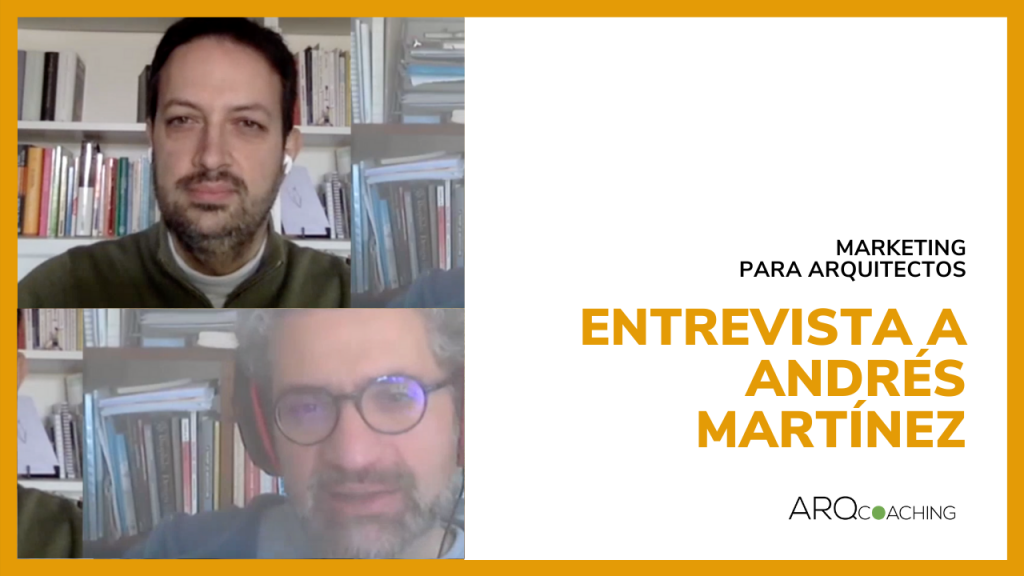 MARKETING
PARA ARQUITECTOS
ENTREVISTA A
ANDRÉS
MARTÍNEZ
ARQCOACHING